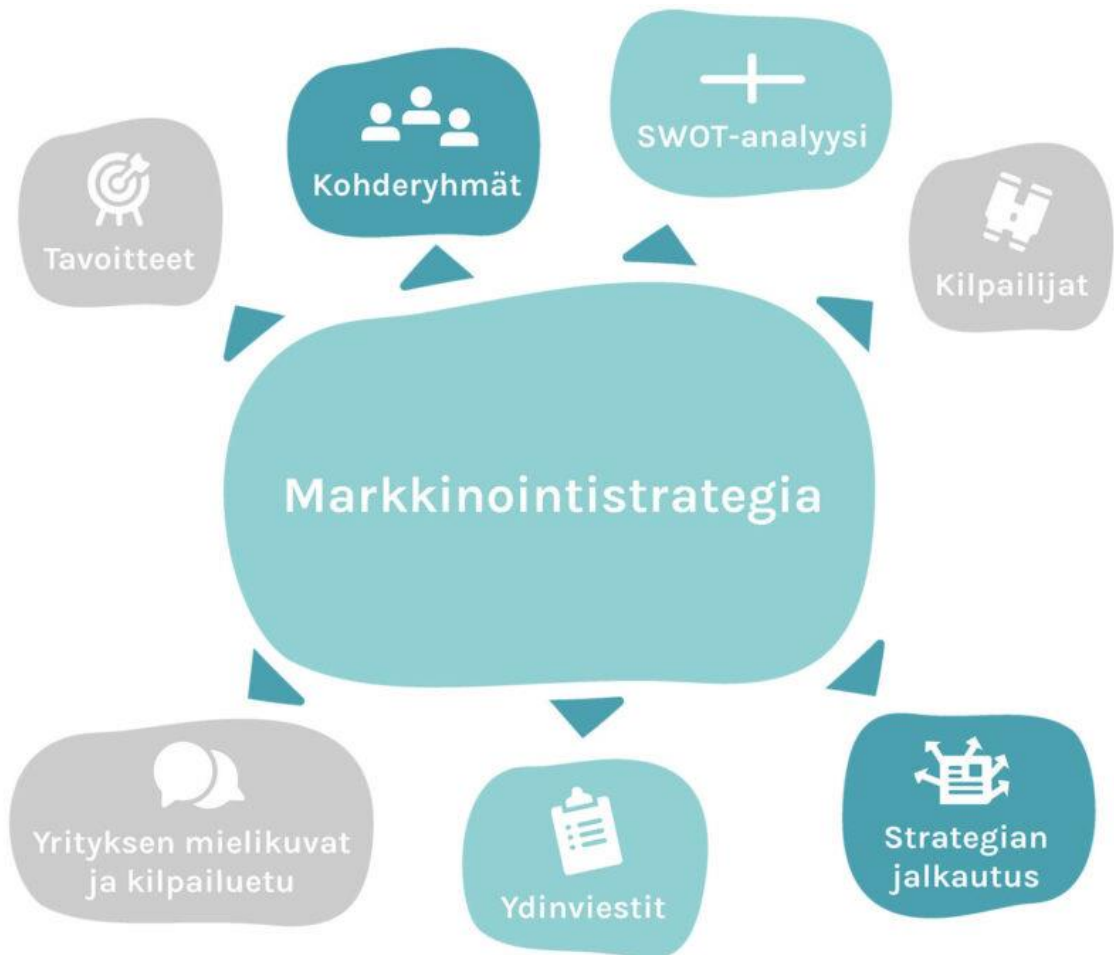 SWOT-analyysi
Kohderyhmät
Tavoitteet
Kilpailijat
Markkinointistrategia
Yrityksen mielikuvat
ja kilpailuetu
Ydinviestit
Strategian
jalkautus